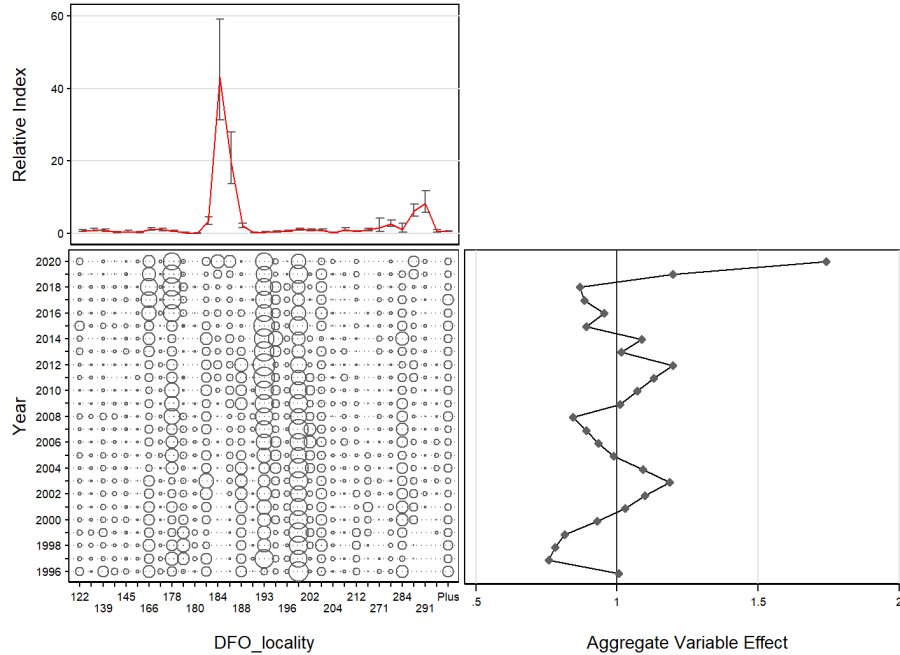 60
40
20
0
Relative Index
2020
2018
2016
2014
2012
2010
2008
2006
2004
2002
2000
1998
1996
Year
122 145 178 184 193 202 212 284 Plus
139 166 180 188 196 204 271 291
DFO_locality
.5 1 1.5 2
Aggregate Variable Effect